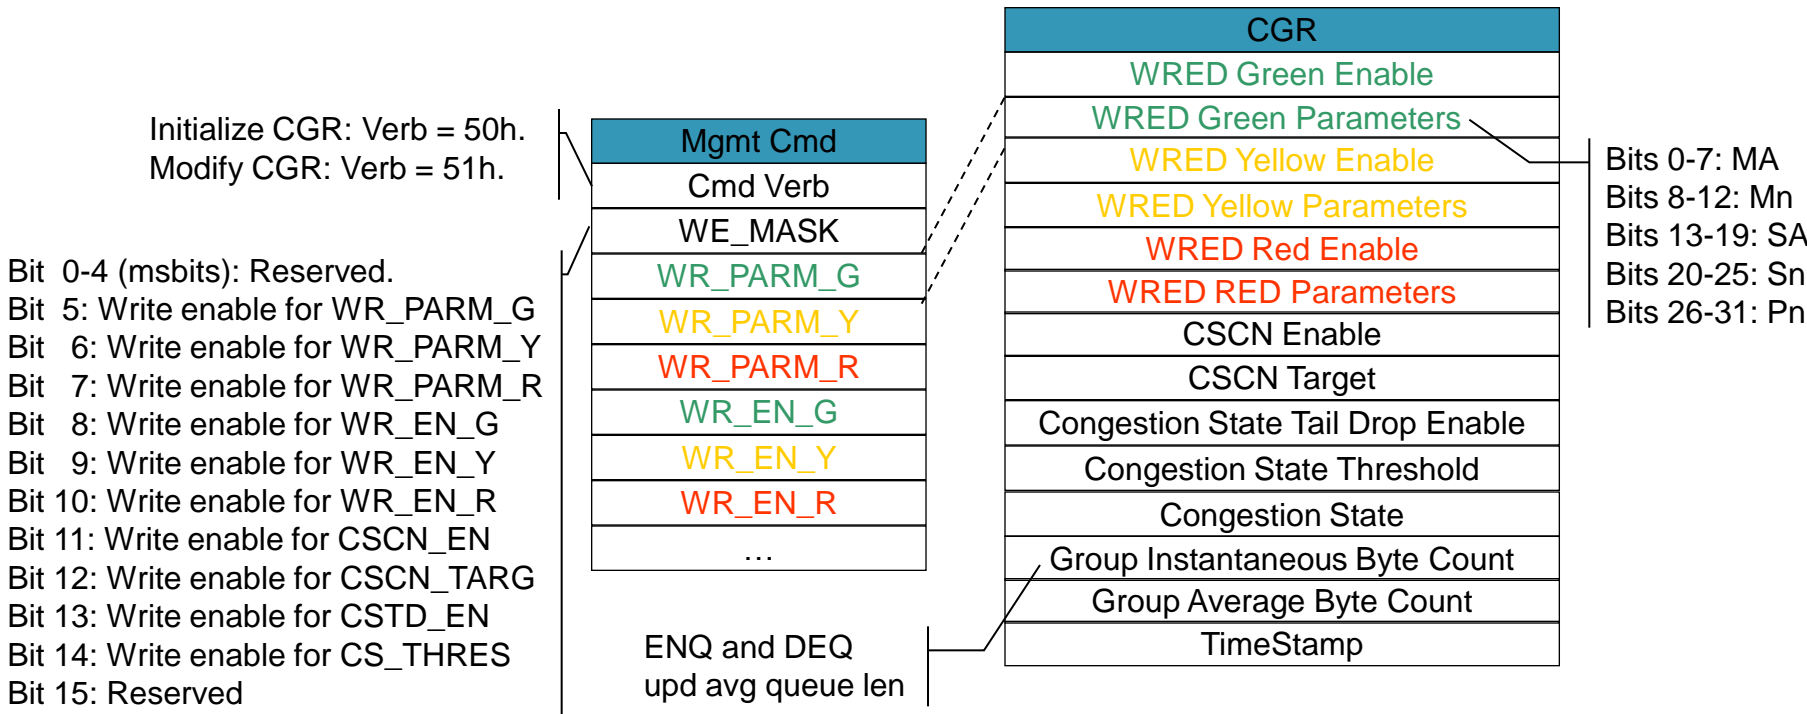 Initialize CGR: Verb = 50h.
Modify CGR: Verb = 51h.
Bit 0-4 (msbits): Reserved.
Bit 5: Write enable for WR_PARM_G
Bit 6: Write enable for WR_PARM_Y
Bit 7: Write enable for WR_PARM_R
Bit 8: Write enable for WR_EN_G
Bit 9: Write enable for WR_EN_Y
Bit 10: Write enable for WR_EN_R
Bit 11: Write enable for CSCN_EN
Bit 12: Write enable for CSCN_TARG
Bit 13: Write enable for CSTD_EN
Bit 14: Write enable for CS_THRES
Bit 15: Reserved
Mgmt Cmd
Cmd Verb
WE_MASK
WR_PARM_G
WR_PARM_Y
WR_PARM_R
WR_EN_G
WR_EN_Y
WR_EN_R
…
ENQ and DEQ
upd avg queue len
CGR
WRED Green Enable
WRED Green Parameters
WRED Yellow Enable
WRED Yellow Parameters
WRED Red Enable
WRED RED Parameters
CSCN Enable
CSCN Target
Congestion State Tail Drop Enable
Congestion State Threshold
Congestion State
Group Instantaneous Byte Count
Group Average Byte Count
TimeStamp
Bits 0-7: MA
Bits 8-12: Mn
Bits 13-19: SA
Bits 20-25: Sn
Bits 26-31: Pn